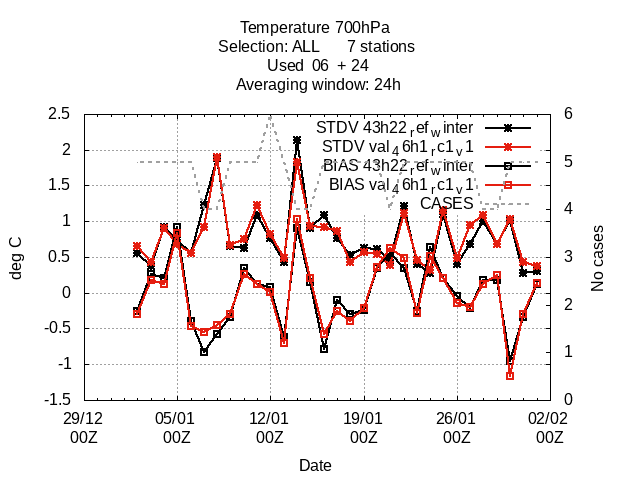 Temperature 700hPa
Selection: ALL 7 stations
Used 06 + 24
Averaging window: 24h
deg C
2.5
2
1.5
1
0.5
0
-0.5
-1
-1.5
STDV 43h22_ref_winter
STDV val_46h1_rc1_v1
BIAS 43h22_ref_winter
BIAS val_46h1_rc1_v1
CASES
6
5
4
3
2
1
0
No cases
29/12 05/01 12/01 19/01 26/01 02/02
00Z 00Z 00Z 00Z 00Z 00Z
Date